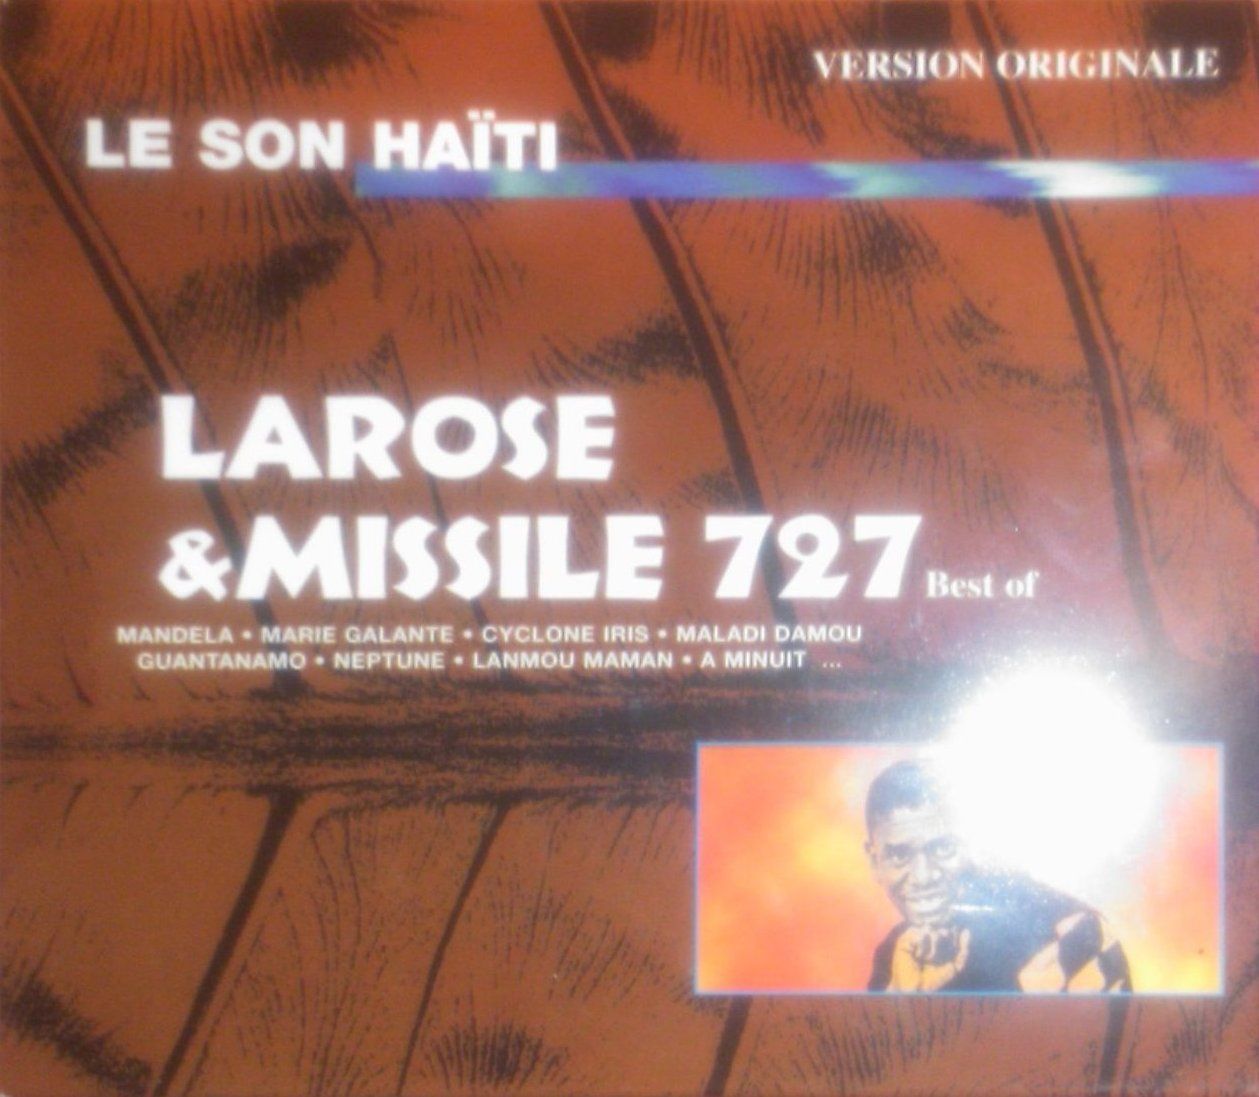 VERSION ORIGINALE
LE SON HAÏTI
LAROSE
& MISSILE 727 Best of
MANDELA • MARIE GALANTE • CYCLONE IRIS • MALADI DAMOU
GUANTANAMO • NEPTUNE • LANMOU MAMAN • A MINUIT ...